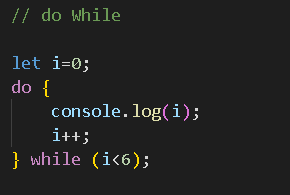 // do While
let i=0;
do {
    console.log(i);
    i++;
} while (i<6);